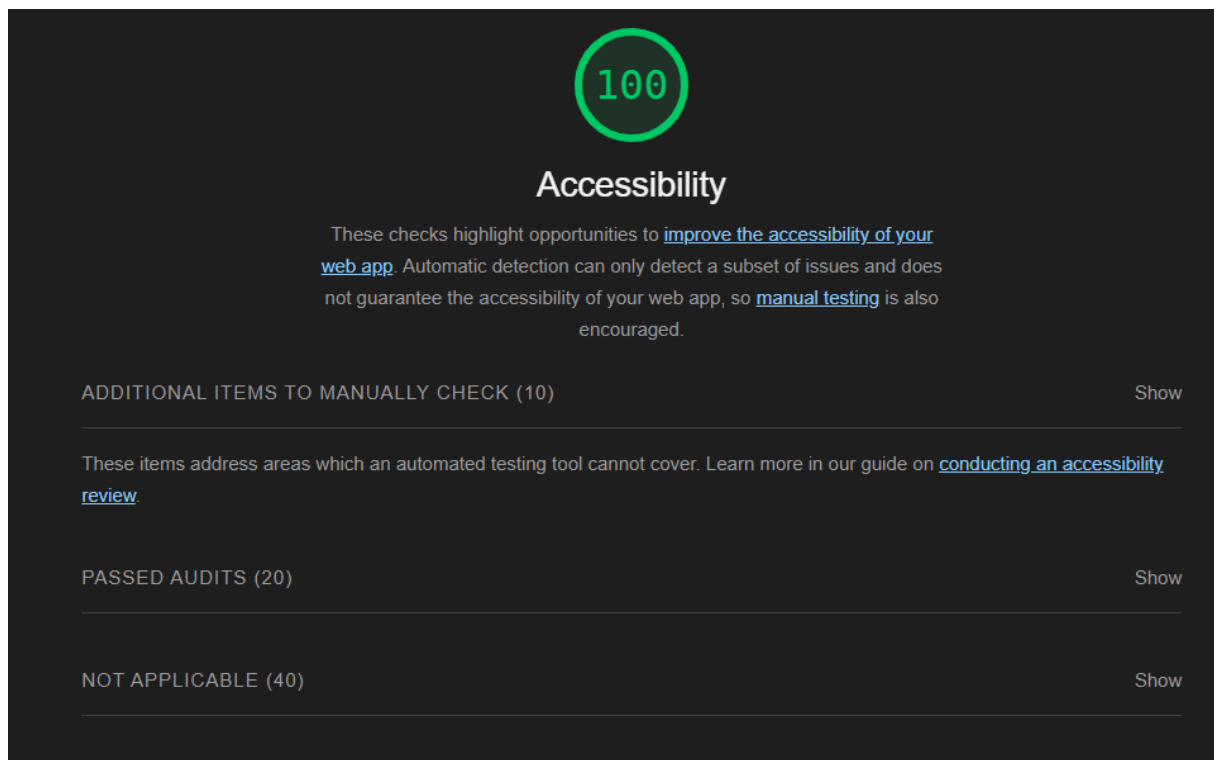 100
Accessibility
These checks highlight opportunities to improve the accessibility of your
web app. Automatic detection can only detect a subset of issues and does
not guarantee the accessibility of your web app, so manual testing is also
encouraged.
ADDITIONAL ITEMS TO MANUALLY CHECK (10) Show
These items address areas which an automated testing tool cannot cover. Learn more in our guide on conducting an accessibility
review.
PASSED AUDITS (20) Show
NOT APPLICABLE (40) Show